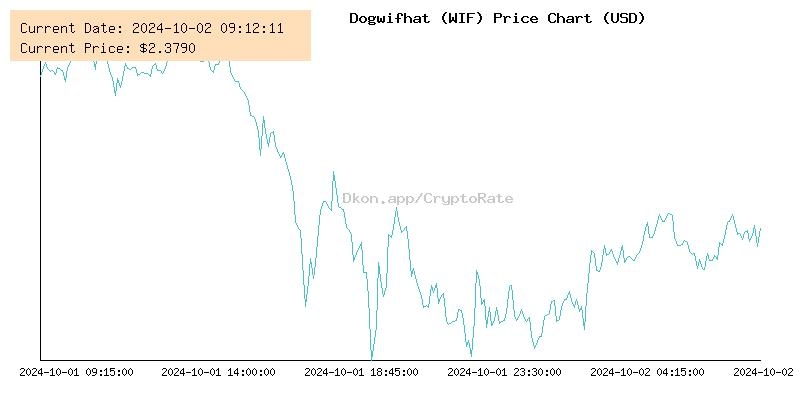 Dogwifhat (WIF) Price Chart (USD)
Current Date: 2024-10-02 09:12:11
Current Price: $2.3790
Dkon.app/CryptoRate
2024-10-01 09:15:00 2024-10-01 14:00:00 2024-10-01 18:45:00 2024-10-01 23:30:00 2024-10-02 04:15:00 2024-10-02